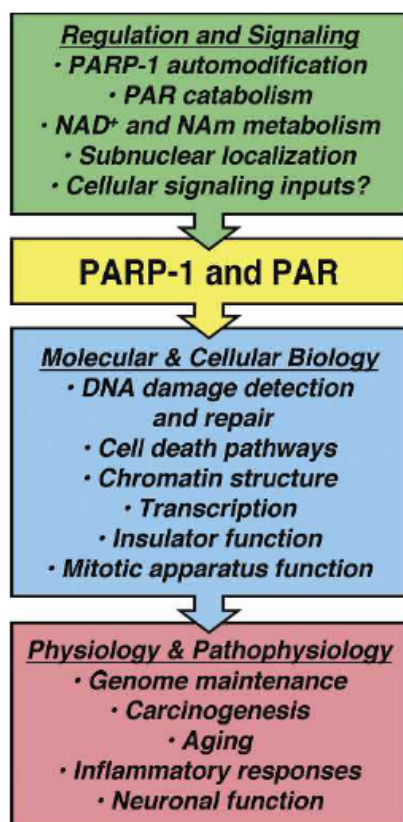 Regulation and Signaling
· PARP-1 automodification
· PAR catabolism
· NAD⁺ and NAm metabolism
· Subnuclear localization
· Cellular signaling inputs?
PARP-1 and PAR
Molecular & Cellular Biology
· DNA damage detection
and repair
· Cell death pathways
· Chromatin structure
· Transcription
· Insulator function
· Mitotic apparatus function
Physiology & Pathophysiology
· Genome maintenance
· Carcinogenesis
· Aging
· Inflammatory responses
· Neuronal function